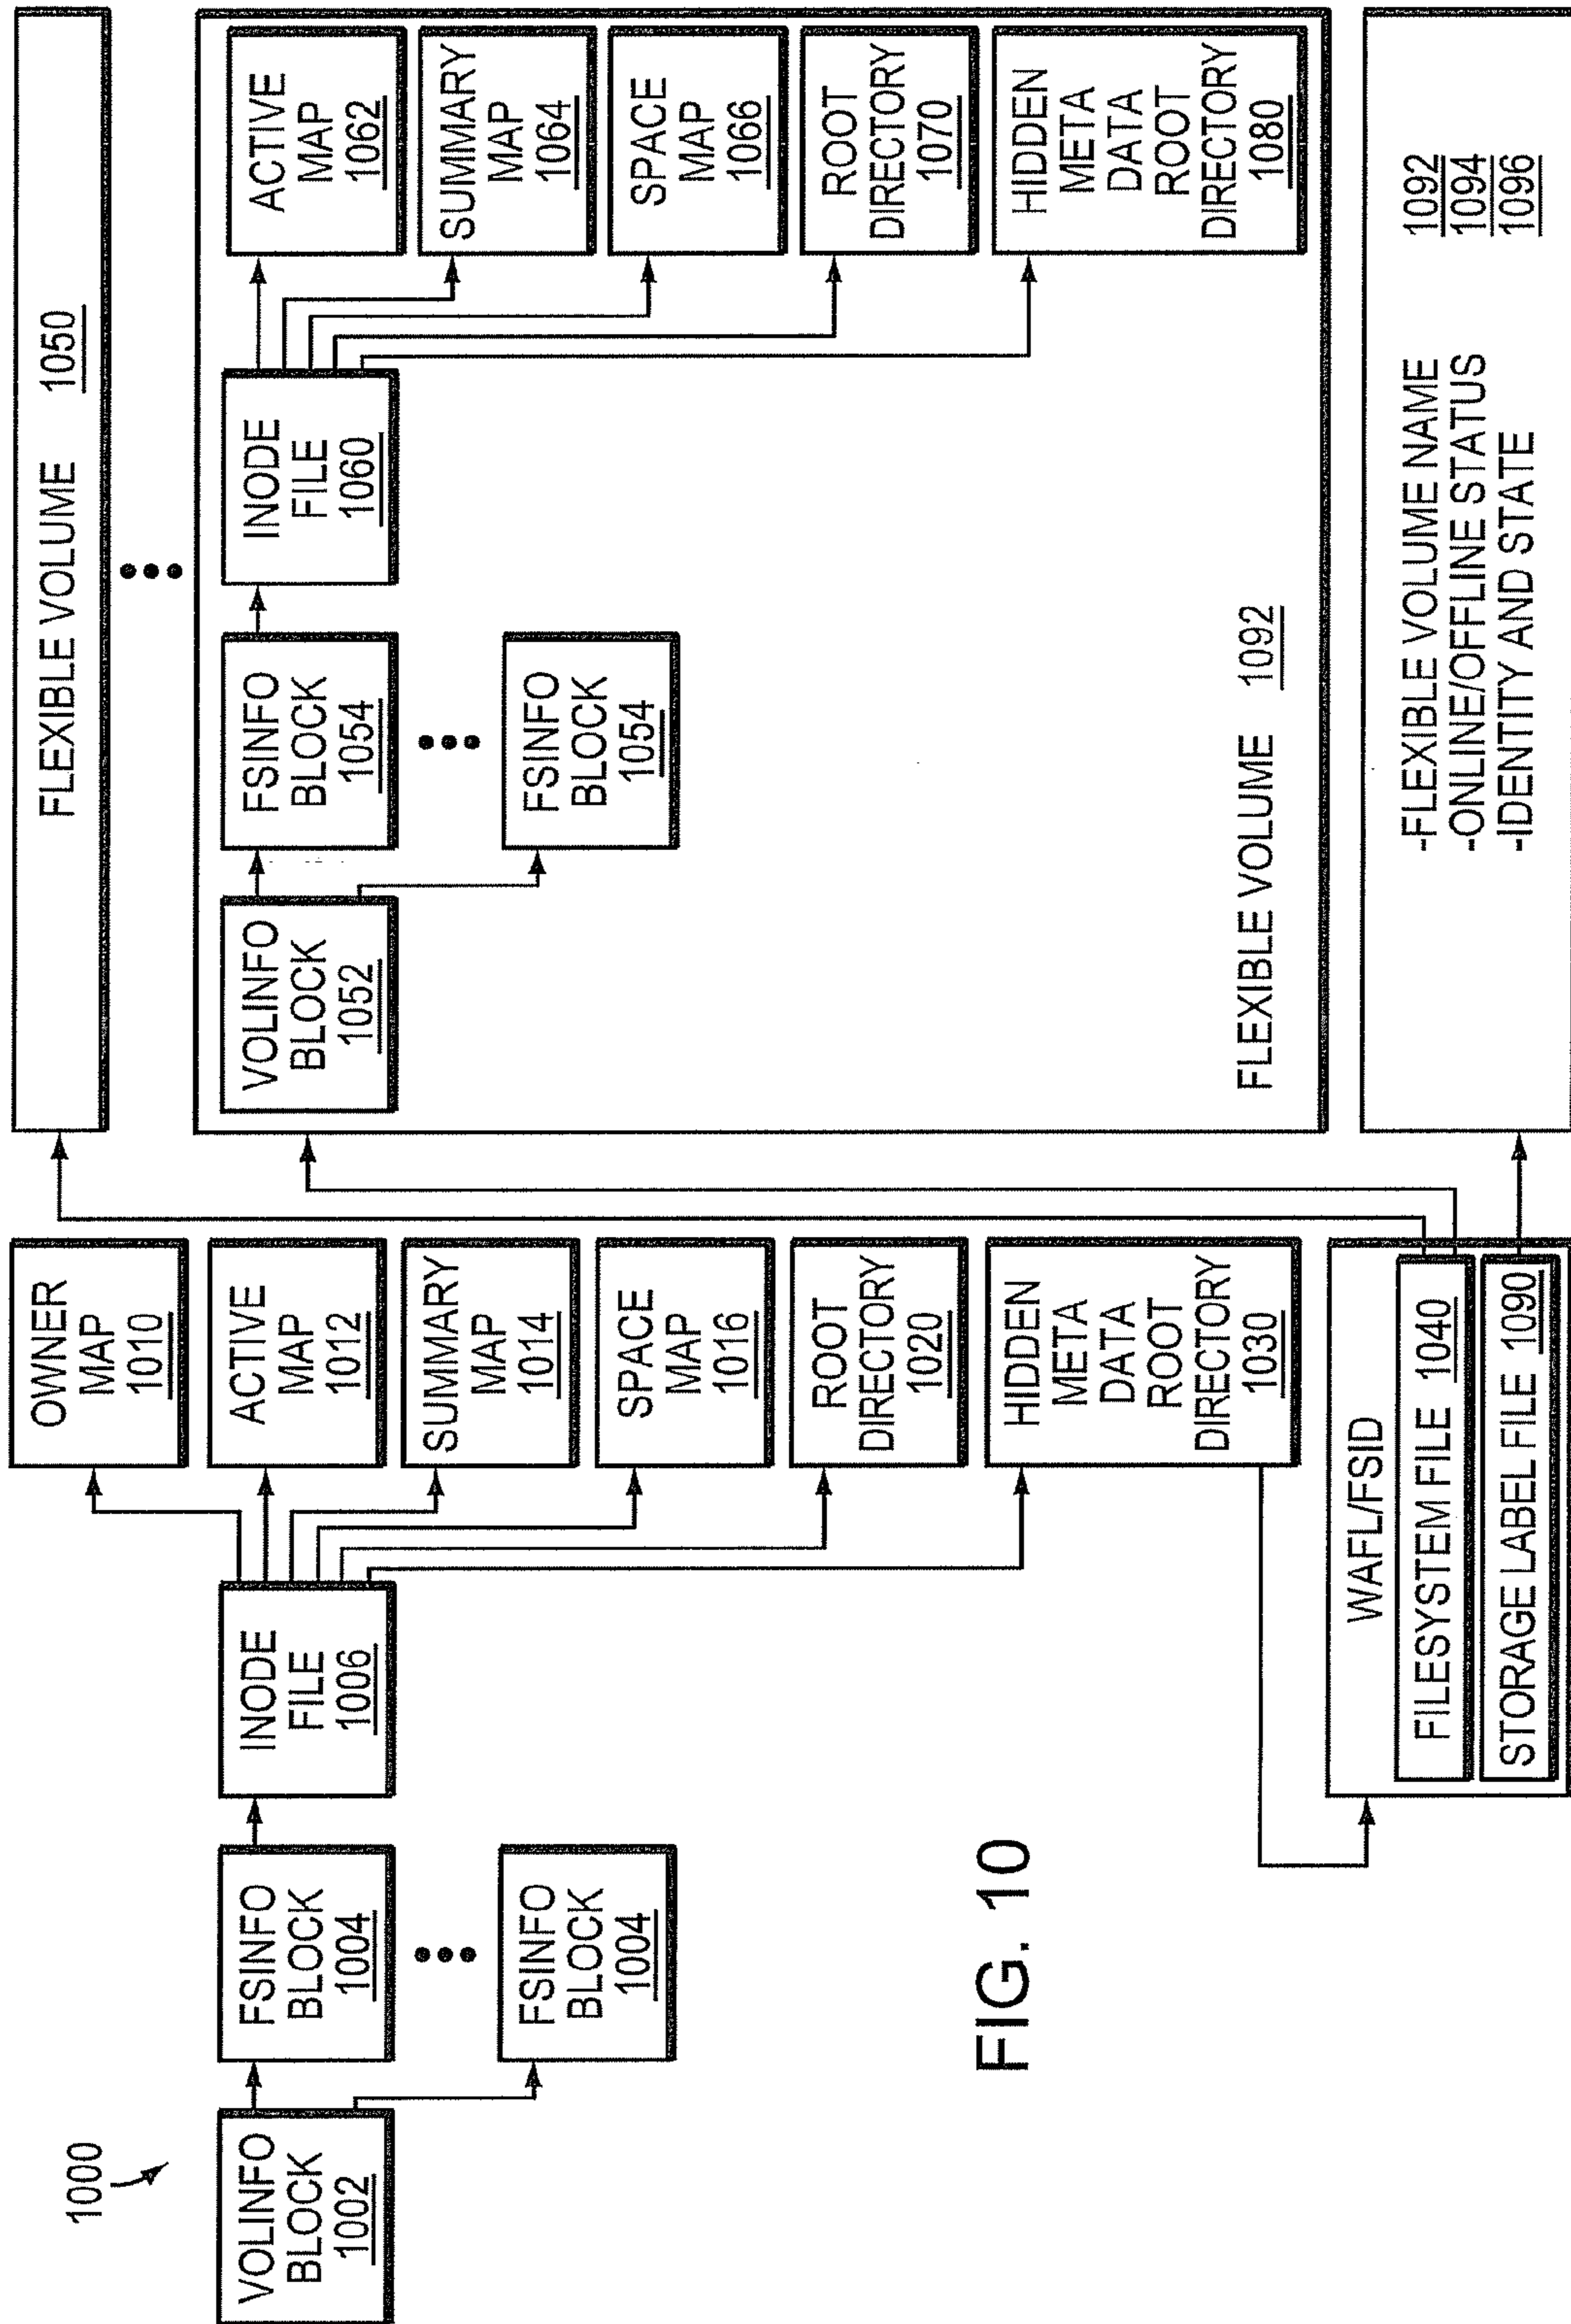 1000
VOLINFO
BLOCK
1002
FSINFO
BLOCK
1004
FSINFO
BLOCK
1004
INODE
FILE
1006
OWNER
MAP
1010
ACTIVE
MAP
1012
SUMMARY
MAP
1014
SPACE
MAP
1016
ROOT
DIRECTORY
1020
HIDDEN
META
DATA
ROOT
DIRECTORY
1030
WAFL/FSID
FILESYSTEM FILE 1040
STORAGE LABEL FILE 1090
FLEXIBLE VOLUME 1050
VOLINFO
BLOCK
1052
FSINFO
BLOCK
1054
FSINFO
BLOCK
1054
INODE
FILE
1060
ACTIVE
MAP
1062
SUMMARY
MAP
1064
SPACE
MAP
1066
ROOT
DIRECTORY
1070
HIDDEN
META
DATA
ROOT
DIRECTORY
1080
FLEXIBLE VOLUME 1092
-FLEXIBLE VOLUME NAME 1092
-ONLINE/OFFLINE STATUS 1094
-IDENTITY AND STATE 1096
FIG. 10